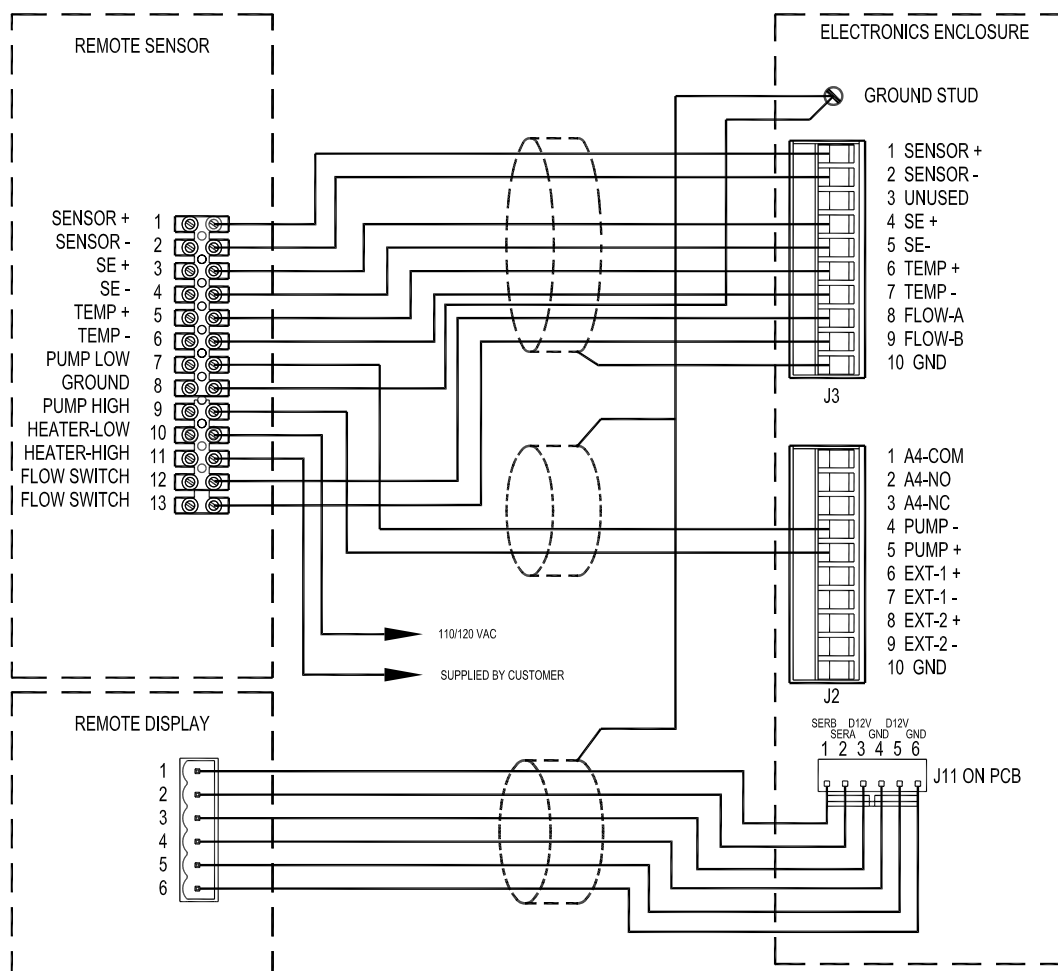 REMOTE SENSOR
SENSOR + 1
SENSOR - 2
SE + 3
SE - 4
TEMP + 5
TEMP - 6
PUMP LOW 7
GROUND 8
PUMP HIGH 9
HEATER-LOW 10
HEATER-HIGH 11
FLOW SWITCH 12
FLOW SWITCH 13
110/120 VAC
SUPPLIED BY CUSTOMER
ELECTRONICS ENCLOSURE
GROUND STUD
1 SENSOR +
2 SENSOR -
3 UNUSED
4 SE +
5 SE-
6 TEMP +
7 TEMP -
8 FLOW-A
9 FLOW-B
10 GND
J3
1 A4-COM
2 A4-NO
3 A4-NC
4 PUMP -
5 PUMP +
6 EXT-1 +
7 EXT-1 -
8 EXT-2 +
9 EXT-2 -
10 GND
J2
REMOTE DISPLAY
1
2
3
4
5
6
SERB D12V D12V
SERA GND GND
1 2 3 4 5 6
J11 ON PCB